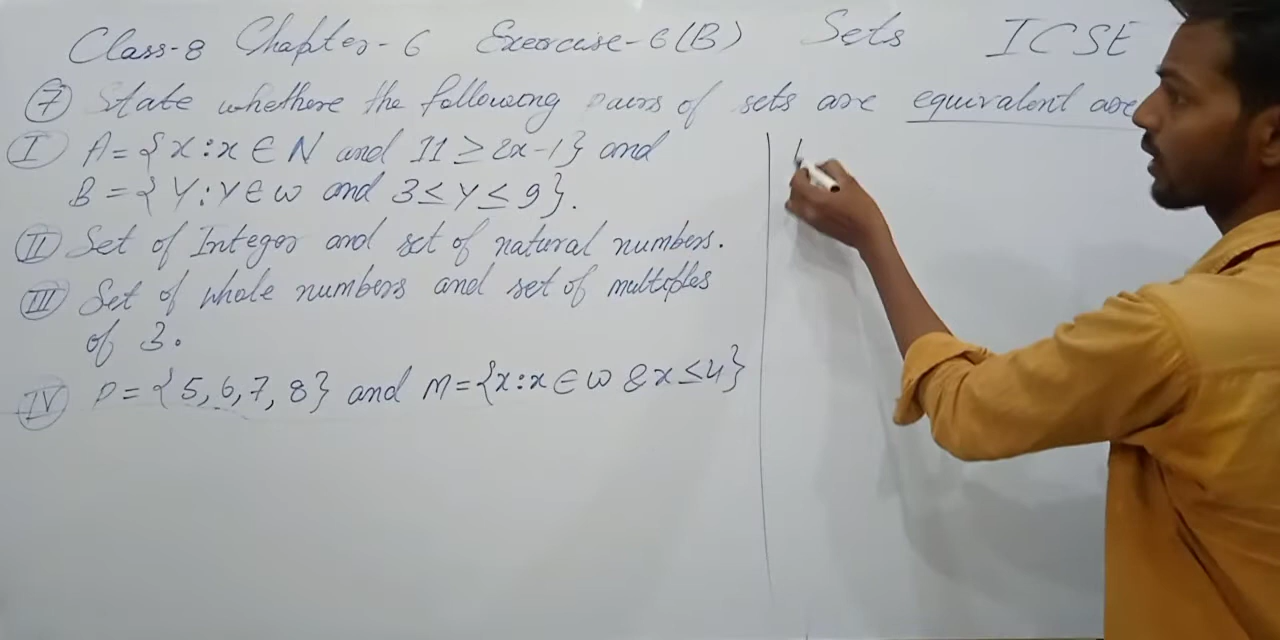 Class-8 Chapter-6 Exercise-6(B) Sets ICSE
7 State whethere the following pairs of sets are equivalent are
I A = {x : x ∈ N and 11 ≥ 2x-1} and
B = {Y : Y ∈ w and 3 ≤ Y ≤ 9}.
II Set of Integer and set of natural numbers.
III Set of whole numbers and set of multiples
of 3.
IV P = {5, 6, 7, 8} and M = {x : x ∈ w & x ≤ 4}